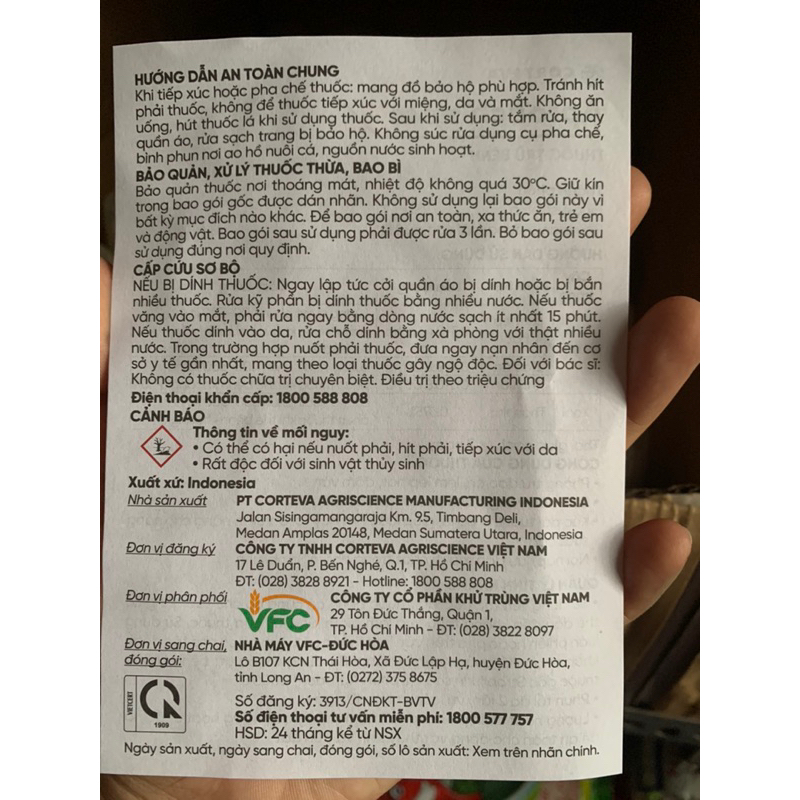 HƯỚNG DẪN AN TOÀN CHUNG
Khi tiếp xúc hoặc pha chế thuốc: mang đồ bảo hộ phù hợp. Tránh hít
phải thuốc, không để thuốc tiếp xúc với miệng, da và mắt. Không ăn
uống, hút thuốc lá khi sử dụng thuốc. Sau khi sử dụng: tắm rửa, thay
quần áo, rửa sạch trang bị bảo hộ. Không súc rửa dụng cụ pha chế,
bình phun nơi ao hồ nuôi cá, nguồn nước sinh hoạt.
BẢO QUẢN, XỬ LÝ THUỐC THỪA, BAO BÌ
Bảo quản thuốc nơi thoáng mát, nhiệt độ không quá 30°C. Giữ kín
trong bao gói gốc được dán nhãn. Không sử dụng lại bao gói này vì
bất kỳ mục đích nào khác. Để bao gói nơi an toàn, xa thức ăn, trẻ em
và động vật. Bao gói sau sử dụng phải được rửa 3 lần. Bỏ bao gói sau
sử dụng đúng nơi quy định.
CẤP CỨU SƠ BỘ
NẾU BỊ DÍNH THUỐC: Ngay lập tức cởi quần áo bị dính hoặc bị bắn
nhiều thuốc. Rửa kỹ phần bị dính thuốc bằng nhiều nước. Nếu thuốc
văng vào mắt, phải rửa ngay bằng dòng nước sạch ít nhất 15 phút.
Nếu thuốc dính vào da, rửa chỗ dính bằng xà phòng với thật nhiều
nước. Trong trường hợp nuốt phải thuốc, đưa ngay nạn nhân đến cơ
sở y tế gần nhất, mang theo loại thuốc gây ngộ độc. Đối với bác sĩ:
Không có thuốc chữa trị chuyên biệt. Điều trị theo triệu chứng
Điện thoại khẩn cấp: 1800 588 808
CẢNH BÁO
Thông tin về mối nguy:
• Có thể có hại nếu nuốt phải, hít phải, tiếp xúc với da
• Rất độc đối với sinh vật thủy sinh
Xuất xứ: Indonesia
Nhà sản xuất PT CORTEVA AGRISCIENCE MANUFACTURING INDONESIA
Jalan Sisingamangaraja Km. 9.5, Timbang Deli,
Medan Amplas 20148, Medan Sumatera Utara, Indonesia
Đơn vị đăng ký CÔNG TY TNHH CORTEVA AGRISCIENCE VIỆT NAM
17 Lê Duẩn, P. Bến Nghé, Q.1, TP. Hồ Chí Minh
ĐT: (028) 3828 8921 - Hotline: 1800 588 808
Đơn vị phân phối VFC CÔNG TY CỔ PHẦN KHỬ TRÙNG VIỆT NAM
29 Tôn Đức Thắng, Quận 1,
TP. Hồ Chí Minh - ĐT: (028) 3822 8097
Đơn vị sang chai, NHÀ MÁY VFC-ĐỨC HÒA
đóng gói: Lô B107 KCN Thái Hòa, Xã Đức Lập Hạ, huyện Đức Hòa,
tỉnh Long An - ĐT: (0272) 375 8675
VIETCERT
1909
Số đăng ký: 3913/CNĐKT-BVTV
Số điện thoại tư vấn miễn phí: 1800 577 757
HSD: 24 tháng kể từ NSX
Ngày sản xuất, ngày sang chai, đóng gói, số lô sản xuất: Xem trên nhãn chính.